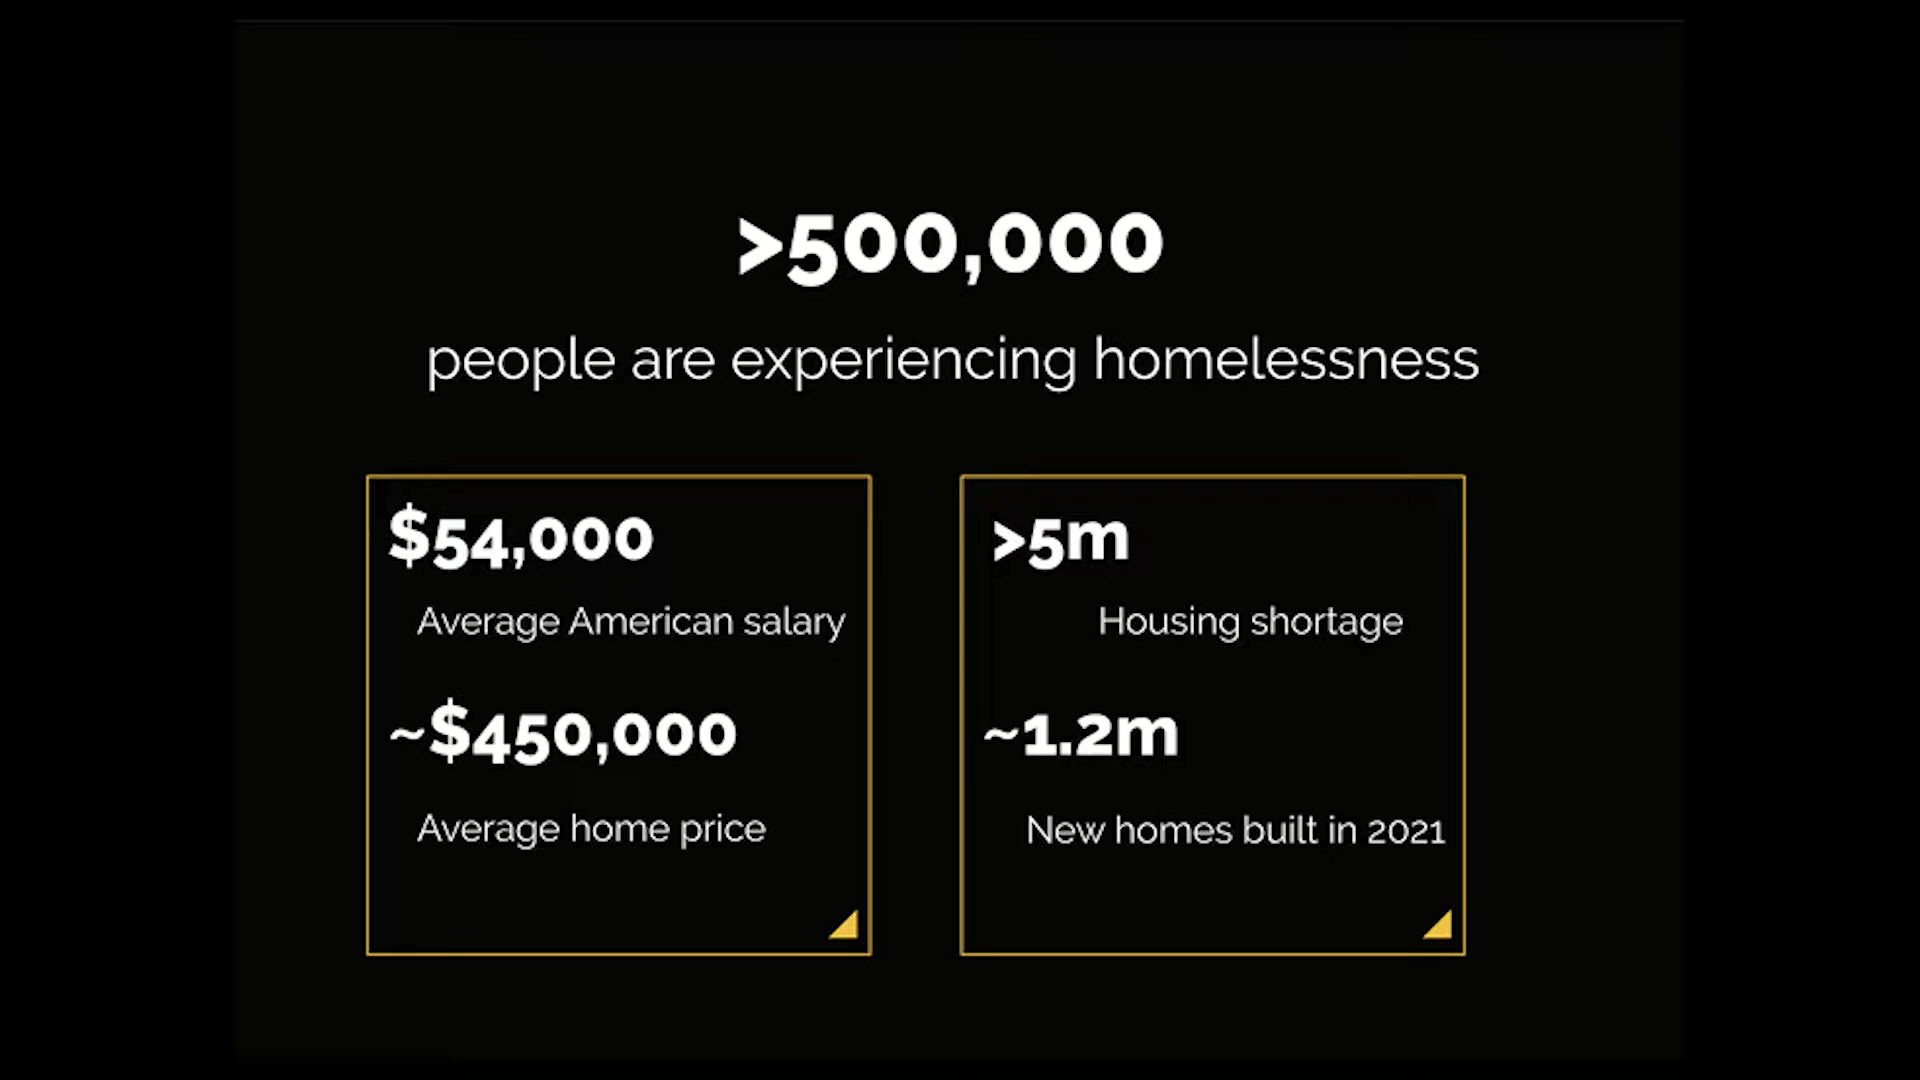 >500,000
people are experiencing homelessness
$54,000
Average American salary
~$450,000
Average home price
>5m
Housing shortage
~1.2m
New homes built in 2021